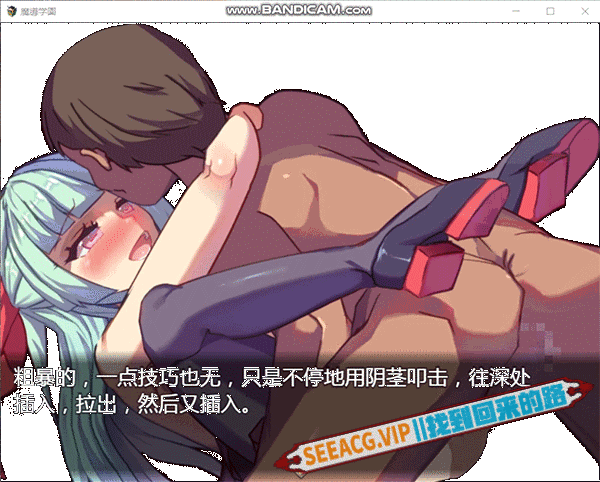 魔導学園
www.BANDICAM.com
粗暴的，一点技巧也无，只是不停地用阴茎叩击，往深处
插入，拉出，然后又插入。
SEEACG.VIP||找到回来的路